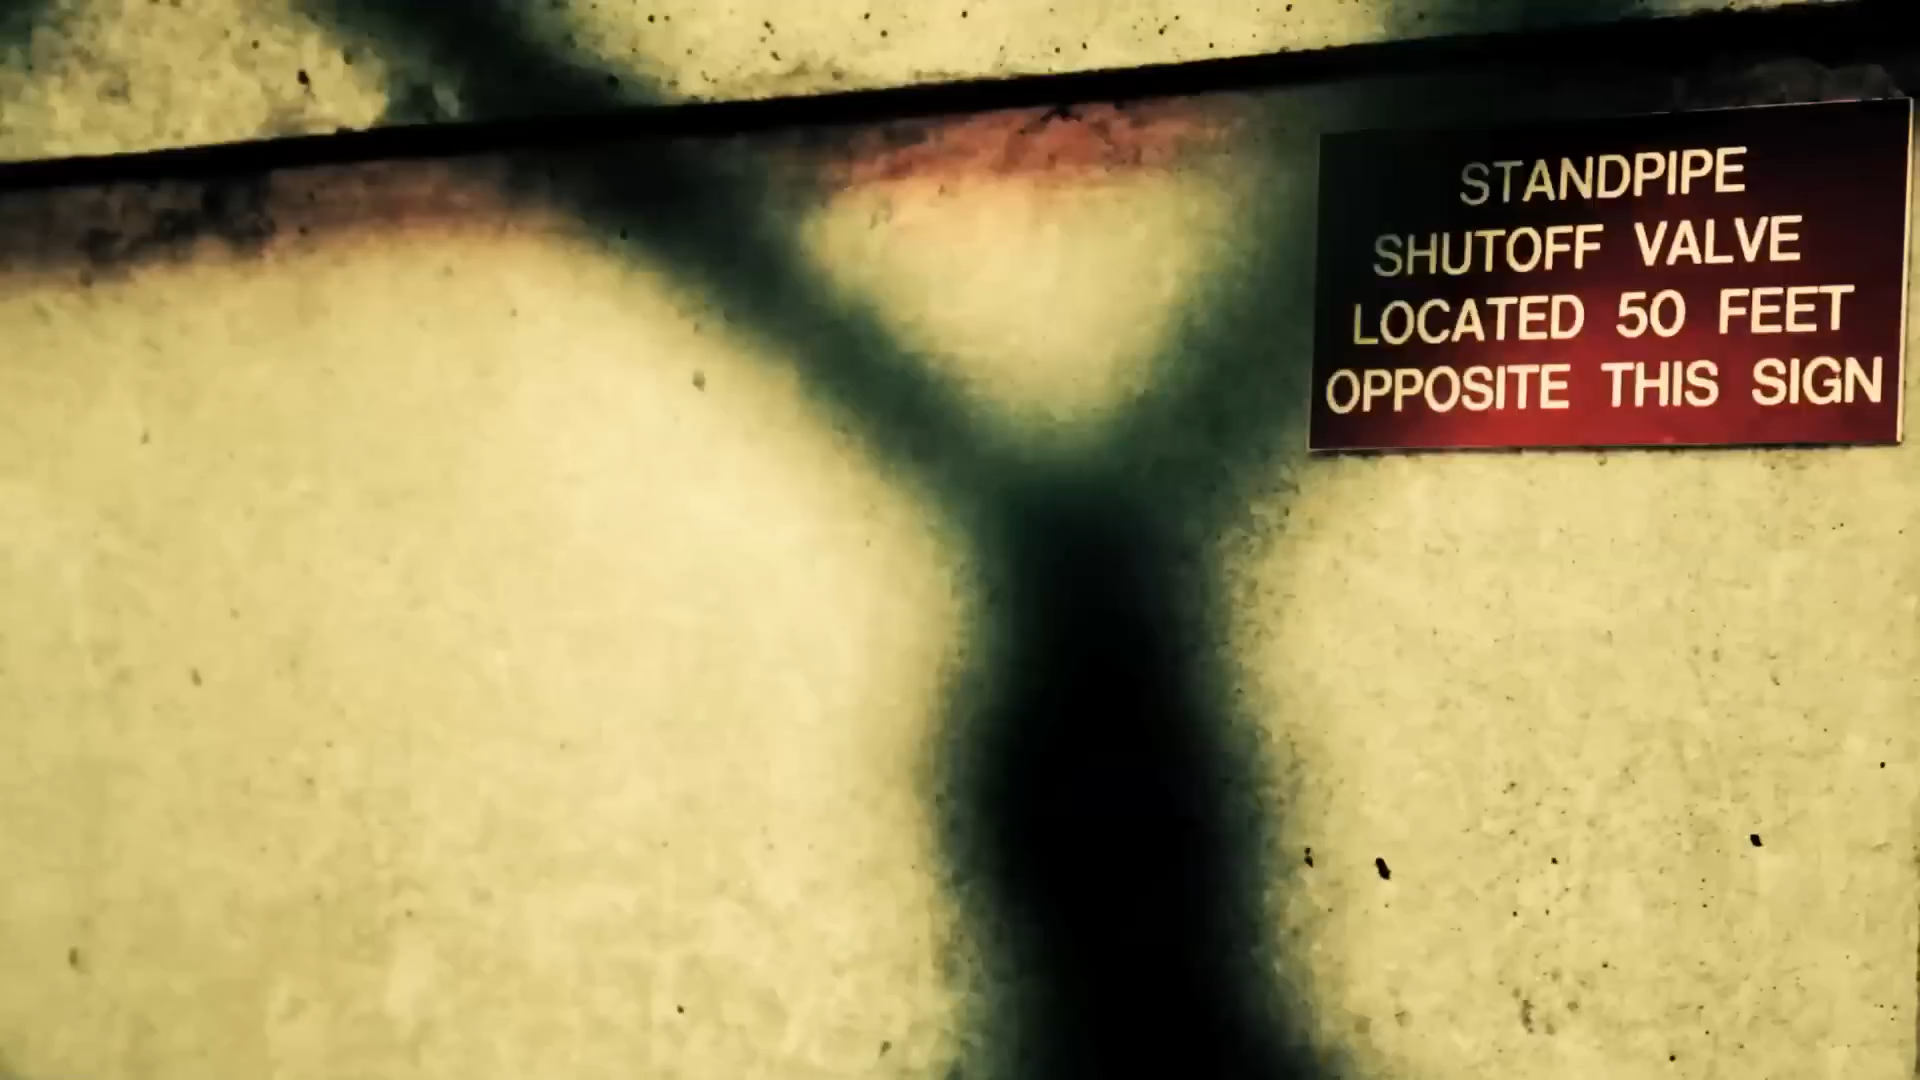 STANDPIPE
SHUTOFF VALVE
LOCATED 50 FEET
OPPOSITE THIS SIGN